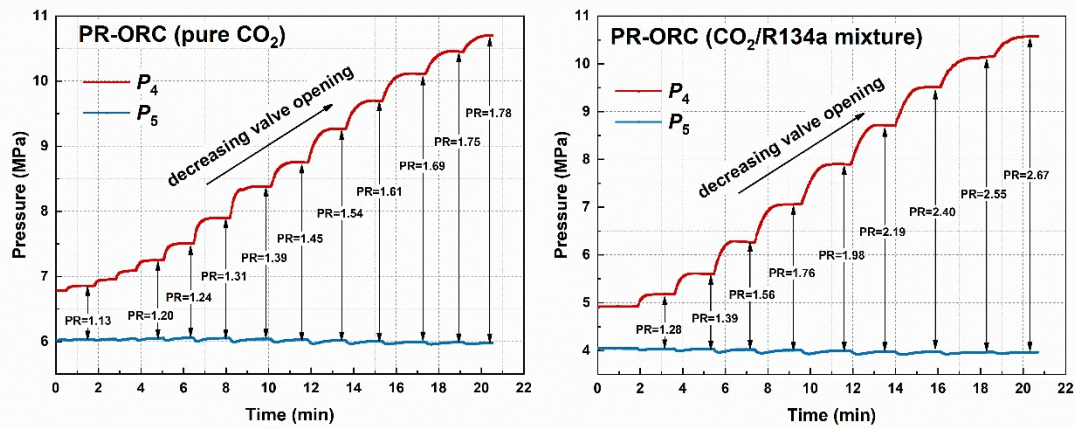 PR-ORC (pure CO₂)
P₄
P₅
decreasing valve opening
PR=1.13
PR=1.20
PR=1.24
PR=1.31
PR=1.39
PR=1.45
PR=1.54
PR=1.61
PR=1.69
PR=1.75
PR=1.78
Pressure (MPa)
11
10
9
8
7
6
5
0 2 4 6 8 10 12 14 16 18 20 22
Time (min)
PR-ORC (CO₂/R134a mixture)
P₄
P₅
decreasing valve opening
PR=1.28
PR=1.39
PR=1.56
PR=1.76
PR=1.98
PR=2.19
PR=2.40
PR=2.55
PR=2.67
Pressure (MPa)
11
10
9
8
7
6
5
4
3
0 2 4 6 8 10 12 14 16 18 20 22
Time (min)